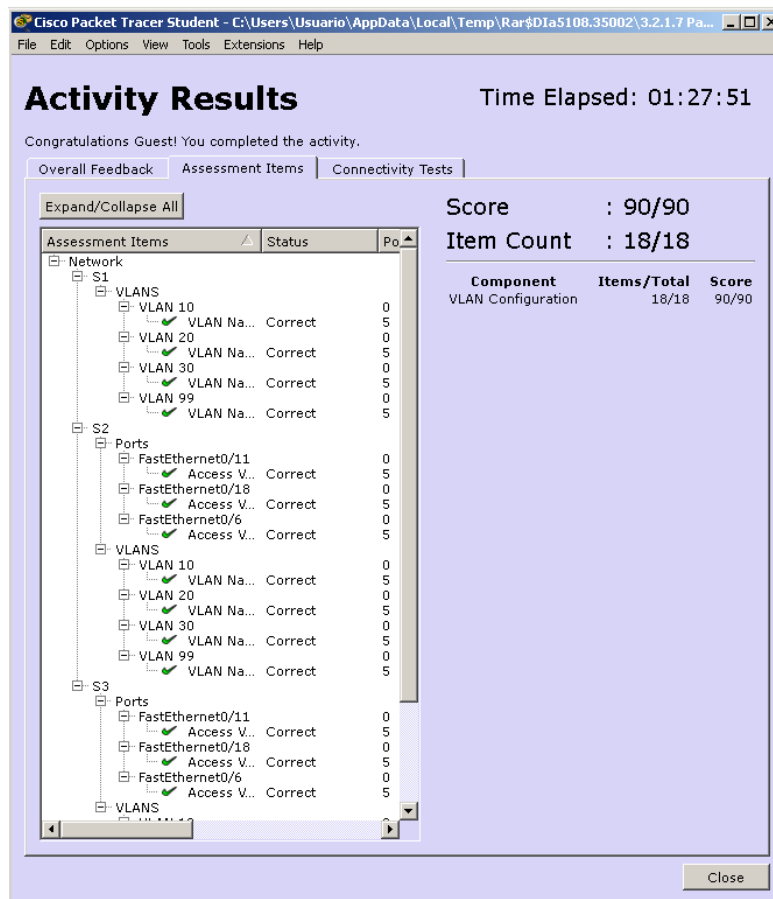 Cisco Packet Tracer Student - C:\Users\Usuario\AppData\Local\Temp\Rar$DIa5108.35002\3.2.1.7 Pa...
File Edit Options View Tools Extensions Help
Activity Results
Time Elapsed: 01:27:51
Congratulations Guest! You completed the activity.
Overall Feedback Assessment Items Connectivity Tests
Expand/Collapse All
Assessment Items Status Po
Network
S1
VLANS
VLAN 10 0
VLAN Na... Correct 5
VLAN 20 0
VLAN Na... Correct 5
VLAN 30 0
VLAN Na... Correct 5
VLAN 99 0
VLAN Na... Correct 5
S2
Ports
FastEthernet0/11 0
Access V... Correct 5
FastEthernet0/18 0
Access V... Correct 5
FastEthernet0/6 0
Access V... Correct 5
VLANS
VLAN 10 0
VLAN Na... Correct 5
VLAN 20 0
VLAN Na... Correct 5
VLAN 30 0
VLAN Na... Correct 5
VLAN 99 0
VLAN Na... Correct 5
S3
Ports
FastEthernet0/11 0
Access V... Correct 5
FastEthernet0/18 0
Access V... Correct 5
FastEthernet0/6 0
Access V... Correct 5
VLANS
Score : 90/90
Item Count : 18/18
Component Items/Total Score
VLAN Configuration 18/18 90/90
Close